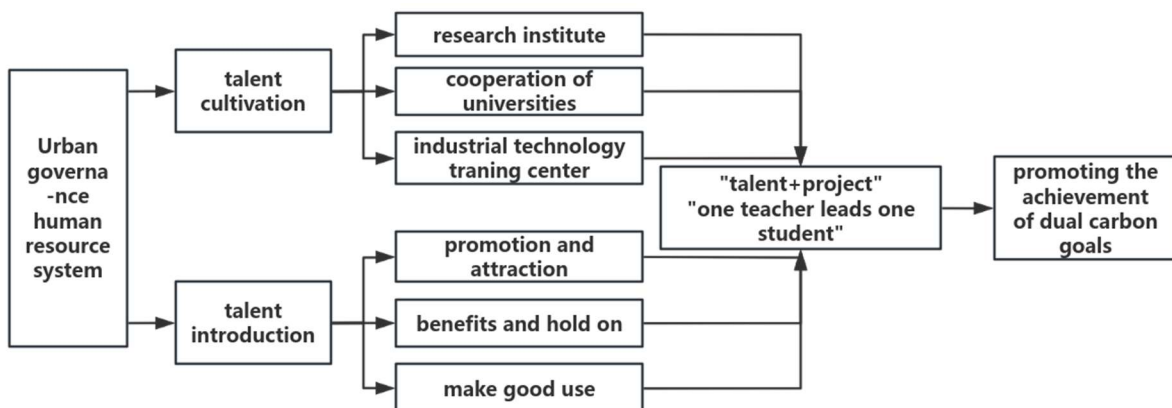 Urban
governa
-nce
human
resource
system
talent
cultivation
talent
introduction
research institute
cooperation of
universities
industrial technology
traning center
promotion and
attraction
benefits and hold on
make good use
"talent+project"
"one teacher leads one
student"
promoting the
achievement
of dual carbon
goals